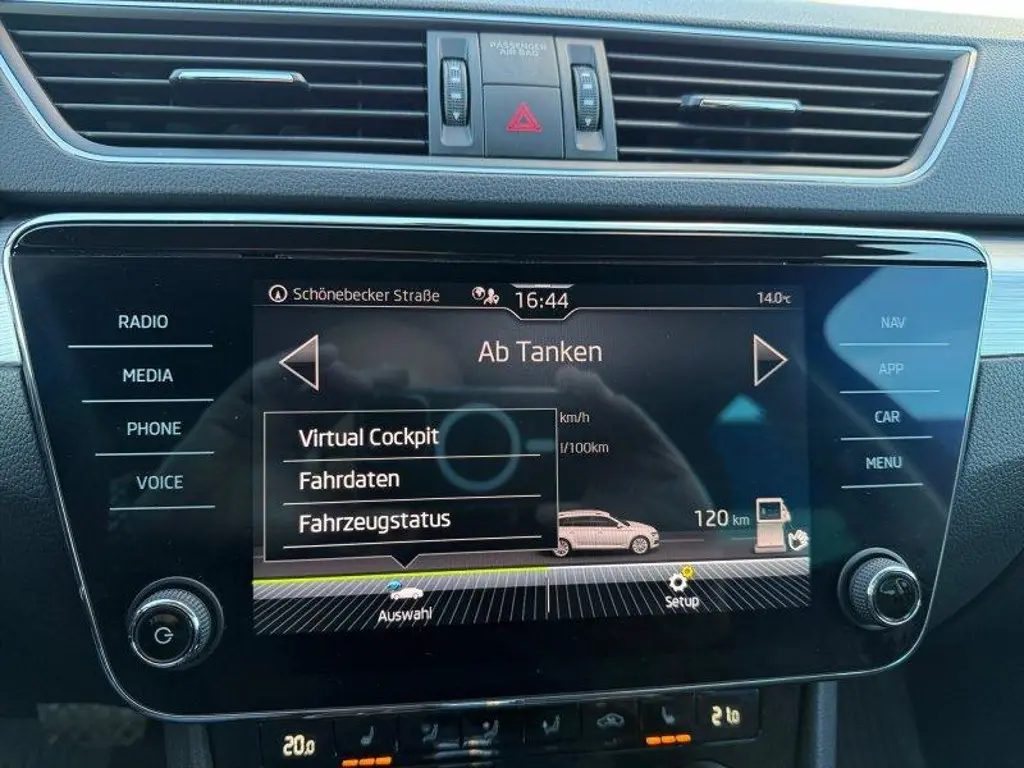 PASSENGER
AIR BAG
Schönebecker Straße
16:44
14.0°C
RADIO
MEDIA
PHONE
VOICE
Ab Tanken
NAV
APP
CAR
MENU
km/h
l/100km
Virtual Cockpit
Fahrdaten
Fahrzeugstatus
120 km
Auswahl
Setup
20.0
21.0